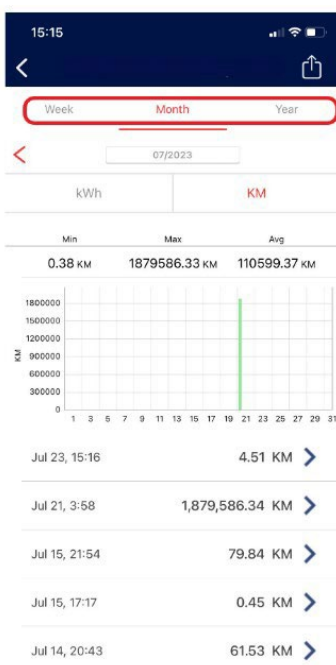 15:15
Week Month Year
07/2023
kWh KM
Min Max Avg
0.38 KM 1879586.33 KM 110599.37 KM
1800000
1500000
1200000
900000
600000
300000
0
KM
1 3 5 7 9 11 13 15 17 19 21 23 25 27 29 31
Jul 23, 15:16 4.51 KM
Jul 21, 3:58 1,879,586.34 KM
Jul 15, 21:54 79.84 KM
Jul 15, 17:17 0.45 KM
Jul 14, 20:43 61.53 KM